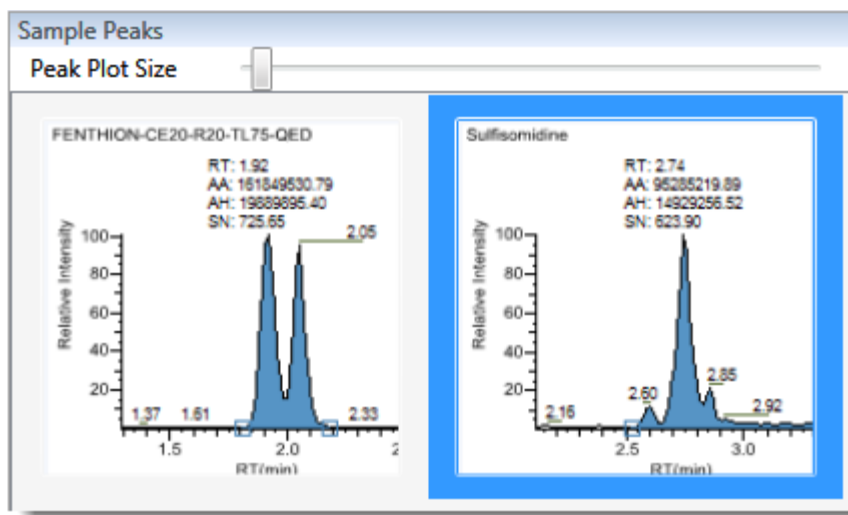 Sample Peaks
Peak Plot Size
FENTHION-CE20-R20-TL75-QED
RT: 1.92
AA: 161849530.79
AH: 19889895.40
SN: 725.65
2.05
100
80
60
40
20
Relative Intensity
1.37
1.61
2.33
1.5
2.0
2
RT(min)
Sulfisomidine
RT: 2.74
AA: 95285219.89
AH: 14929256.52
SN: 623.90
100
80
60
40
20
Relative Intensity
2.16
2.60
2.85
2.92
2.5
3.0
RT(min)